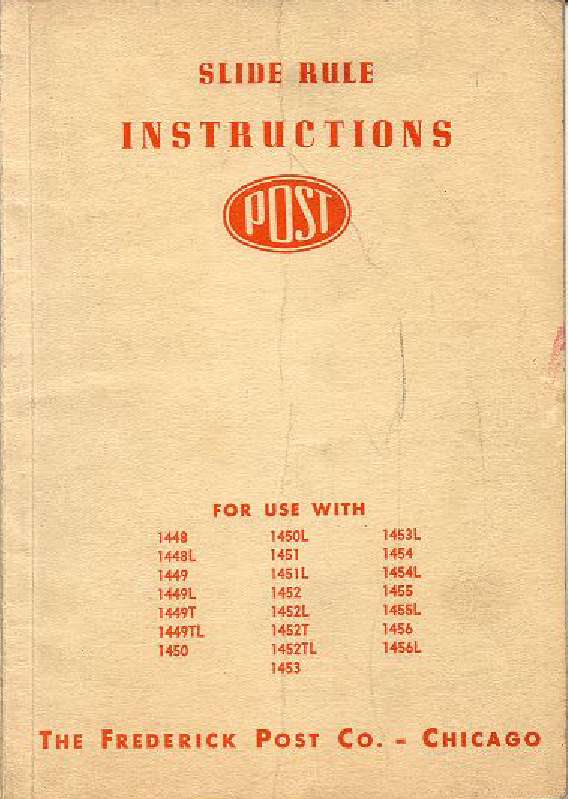 SLIDE RULE
INSTRUCTIONS
POST
FOR USE WITH
1448
1448L
1449
1449L
1449T
1449TL
1450
1450L
1451
1451L
1452
1452L
1452T
1452TL
1453
1453L
1454
1454L
1455
1455L
1456
1456L
THE FREDERICK POST CO. – CHICAGO